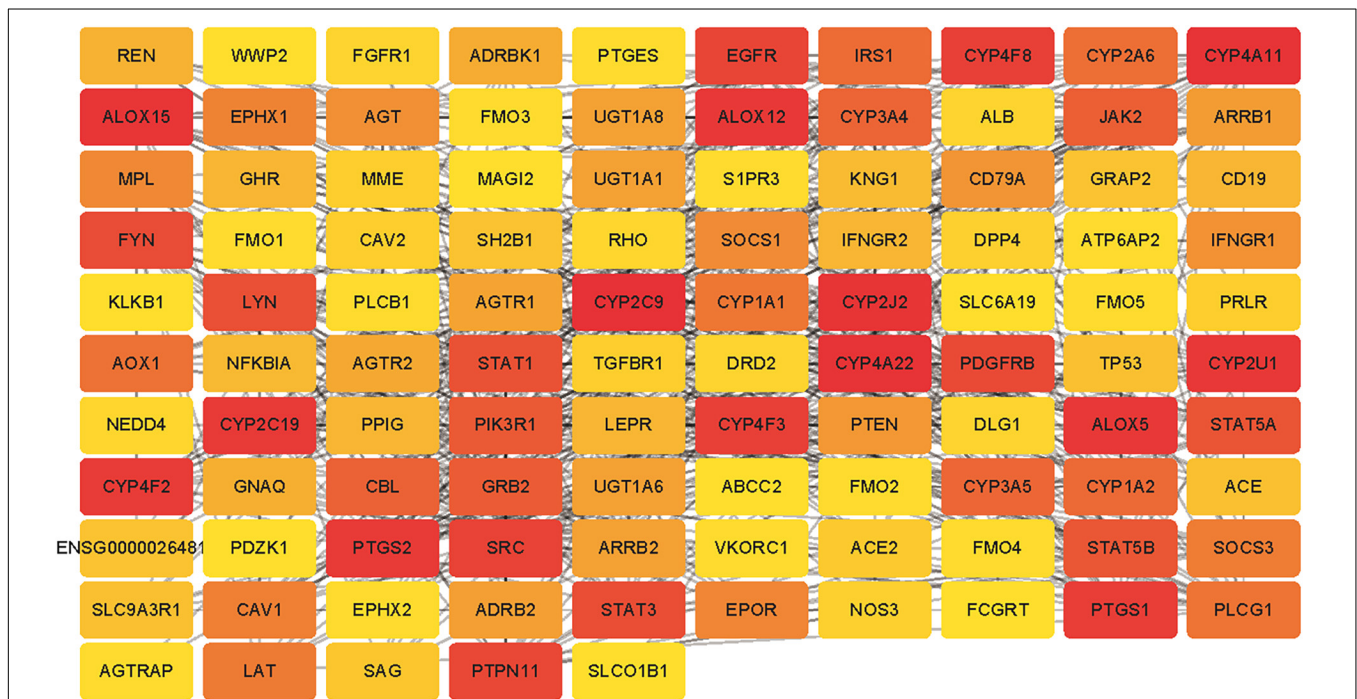 REN WWP2 FGFR1 ADRBK1 PTGES EGFR IRS1 CYP4F8 CYP2A6 CYP4A11
ALOX15 EPHX1 AGT FMO3 UGT1A8 ALOX12 CYP3A4 ALB JAK2 ARRB1
MPL GHR MME MAGI2 UGT1A1 S1PR3 KNG1 CD79A GRAP2 CD19
FYN FMO1 CAV2 SH2B1 RHO SOCS1 IFNGR2 DPP4 ATP6AP2 IFNGR1
KLKB1 LYN PLCB1 AGTR1 CYP2C9 CYP1A1 CYP2J2 SLC6A19 FMO5 PRLR
AOX1 NFKBIA AGTR2 STAT1 TGFBR1 DRD2 CYP4A22 PDGFRB TP53 CYP2U1
NEDD4 CYP2C19 PPIG PIK3R1 LEPR CYP4F3 PTEN DLG1 ALOX5 STAT5A
CYP4F2 GNAQ CBL GRB2 UGT1A6 ABCC2 FMO2 CYP3A5 CYP1A2 ACE
ENSG0000026481 PDZK1 PTGS2 SRC ARRB2 VKORC1 ACE2 FMO4 STAT5B SOCS3
SLC9A3R1 CAV1 EPHX2 ADRB2 STAT3 EPOR NOS3 FCGRT PTGS1 PLCG1
AGTRAP LAT SAG PTPN11 SLCO1B1